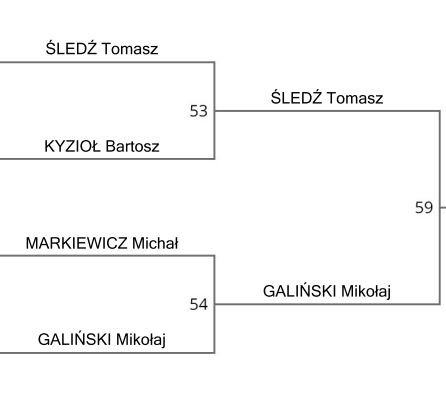 ŚLEDŹ Tomasz
ŚLEDŹ Tomasz
53
KYZIOŁ Bartosz
59
MARKIEWICZ Michał
GALIŃSKI Mikołaj
54
GALIŃSKI Mikołaj